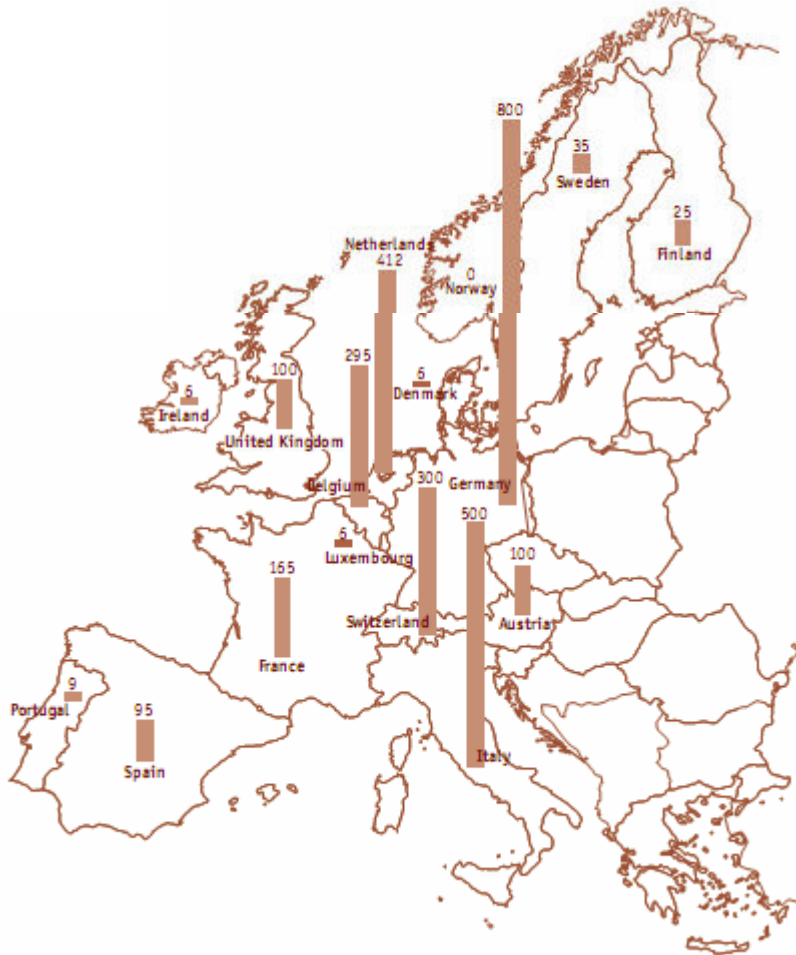 800
35
Sweden
25
Finland
Netherlands
412
0
Norway
295
100
6
Denmark
6
Ireland
United Kingdom
Belgium
300
Germany
500
6
Luxembourg
165
100
Switzerland
Austria
France
9
Portugal
95
Spain
Italy